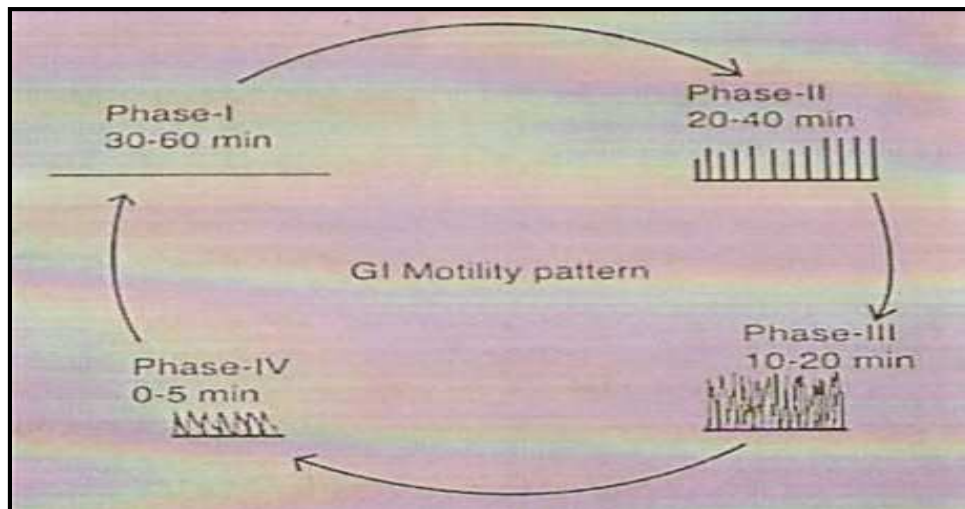 Phase-I
30-60 min
Phase-II
20-40 min
GI Motility pattern
Phase-III
10-20 min
Phase-IV
0-5 min